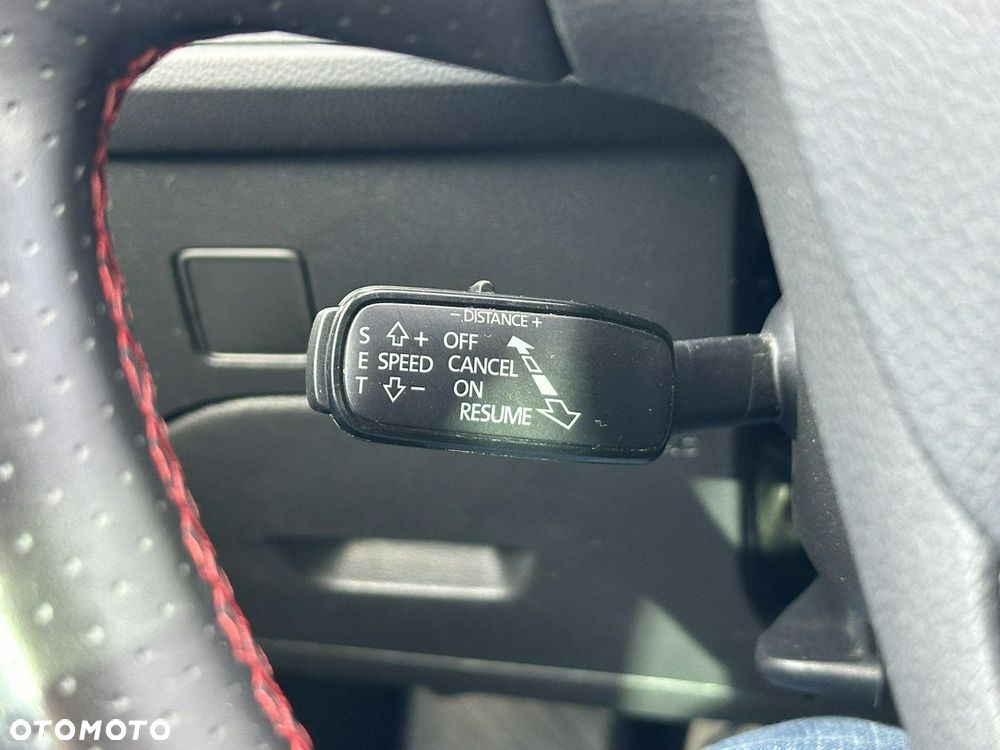 - DISTANCE +
S + OFF
E SPEED CANCEL
T - ON
RESUME
OTOMOTO